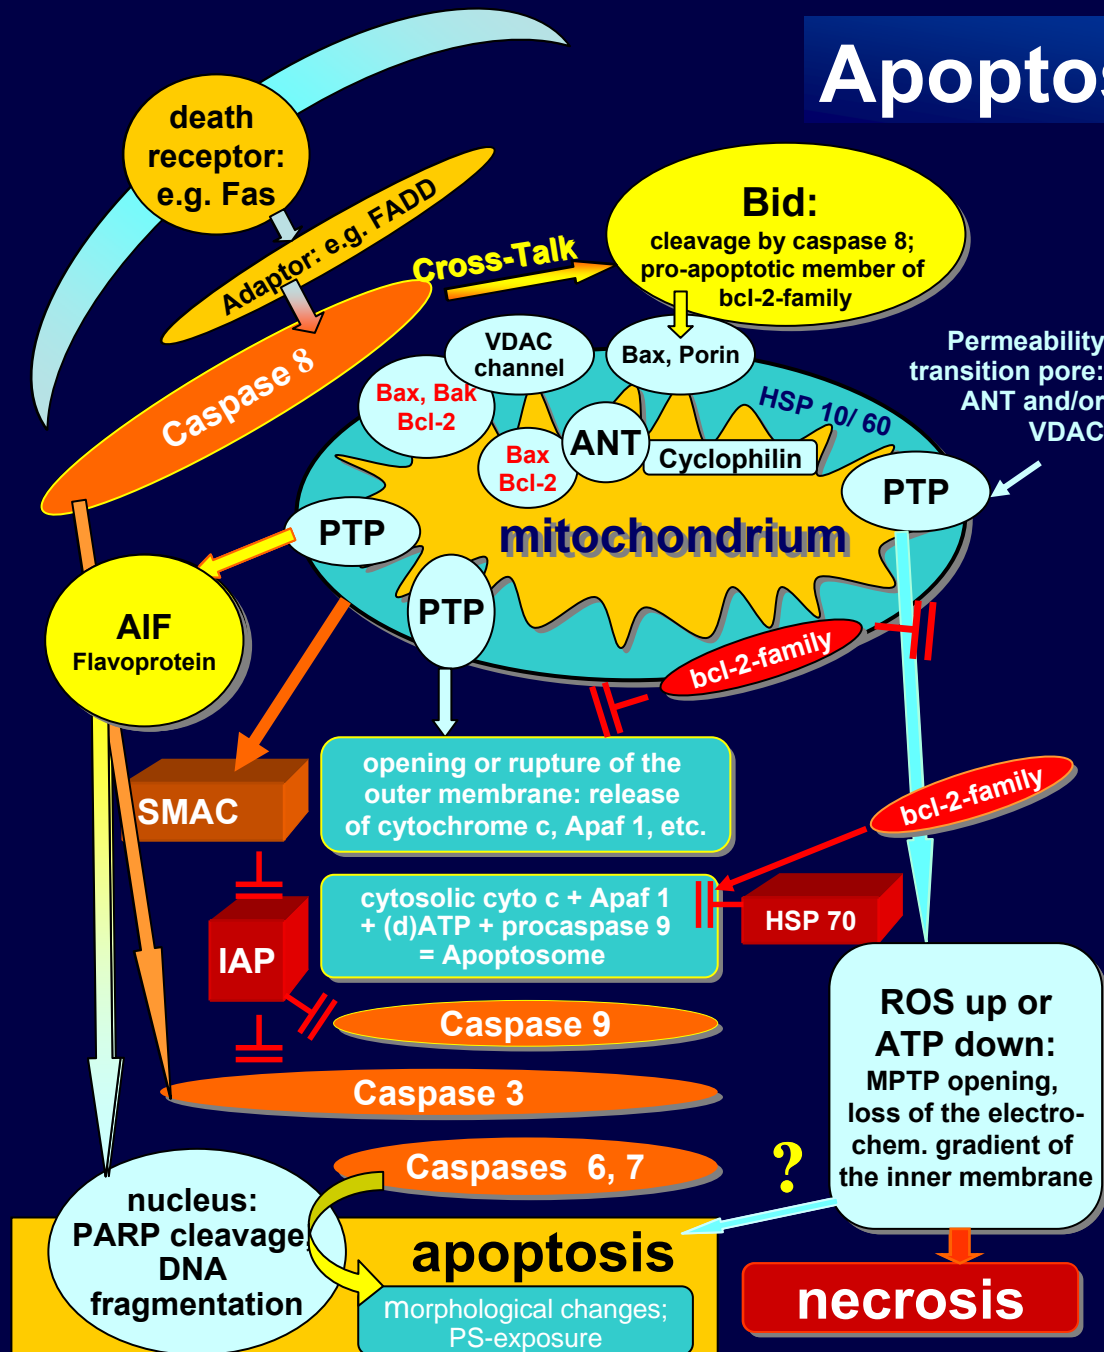 Apoptos
death
receptor:
e.g. Fas
Adaptor: e.g. FADD
Cross-Talk
Bid:
cleavage by caspase 8;
pro-apoptotic member of
bcl-2-family
Caspase 8
VDAC
channel
Bax, Porin
Bax, Bak
Bcl-2
HSP 10/ 60
Permeability
transition pore:
ANT and/or
VDAC
Bax
Bcl-2
ANT
Cyclophilin
PTP
PTP
mitochondrium
PTP
AIF
Flavoprotein
bcl-2-family
SMAC
opening or rupture of the
outer membrane: release
of cytochrome c, Apaf 1, etc.
bcl-2-family
IAP
cytosolic cyto c + Apaf 1
+ (d)ATP + procaspase 9
= Apoptosome
HSP 70
Caspase 9
ROS up or
ATP down:
MPTP opening,
loss of the electro-
chem. gradient of
the inner membrane
Caspase 3
Caspases 6, 7
?
nucleus:
PARP cleavage,
DNA
fragmentation
apoptosis
morphological changes;
PS-exposure
necrosis